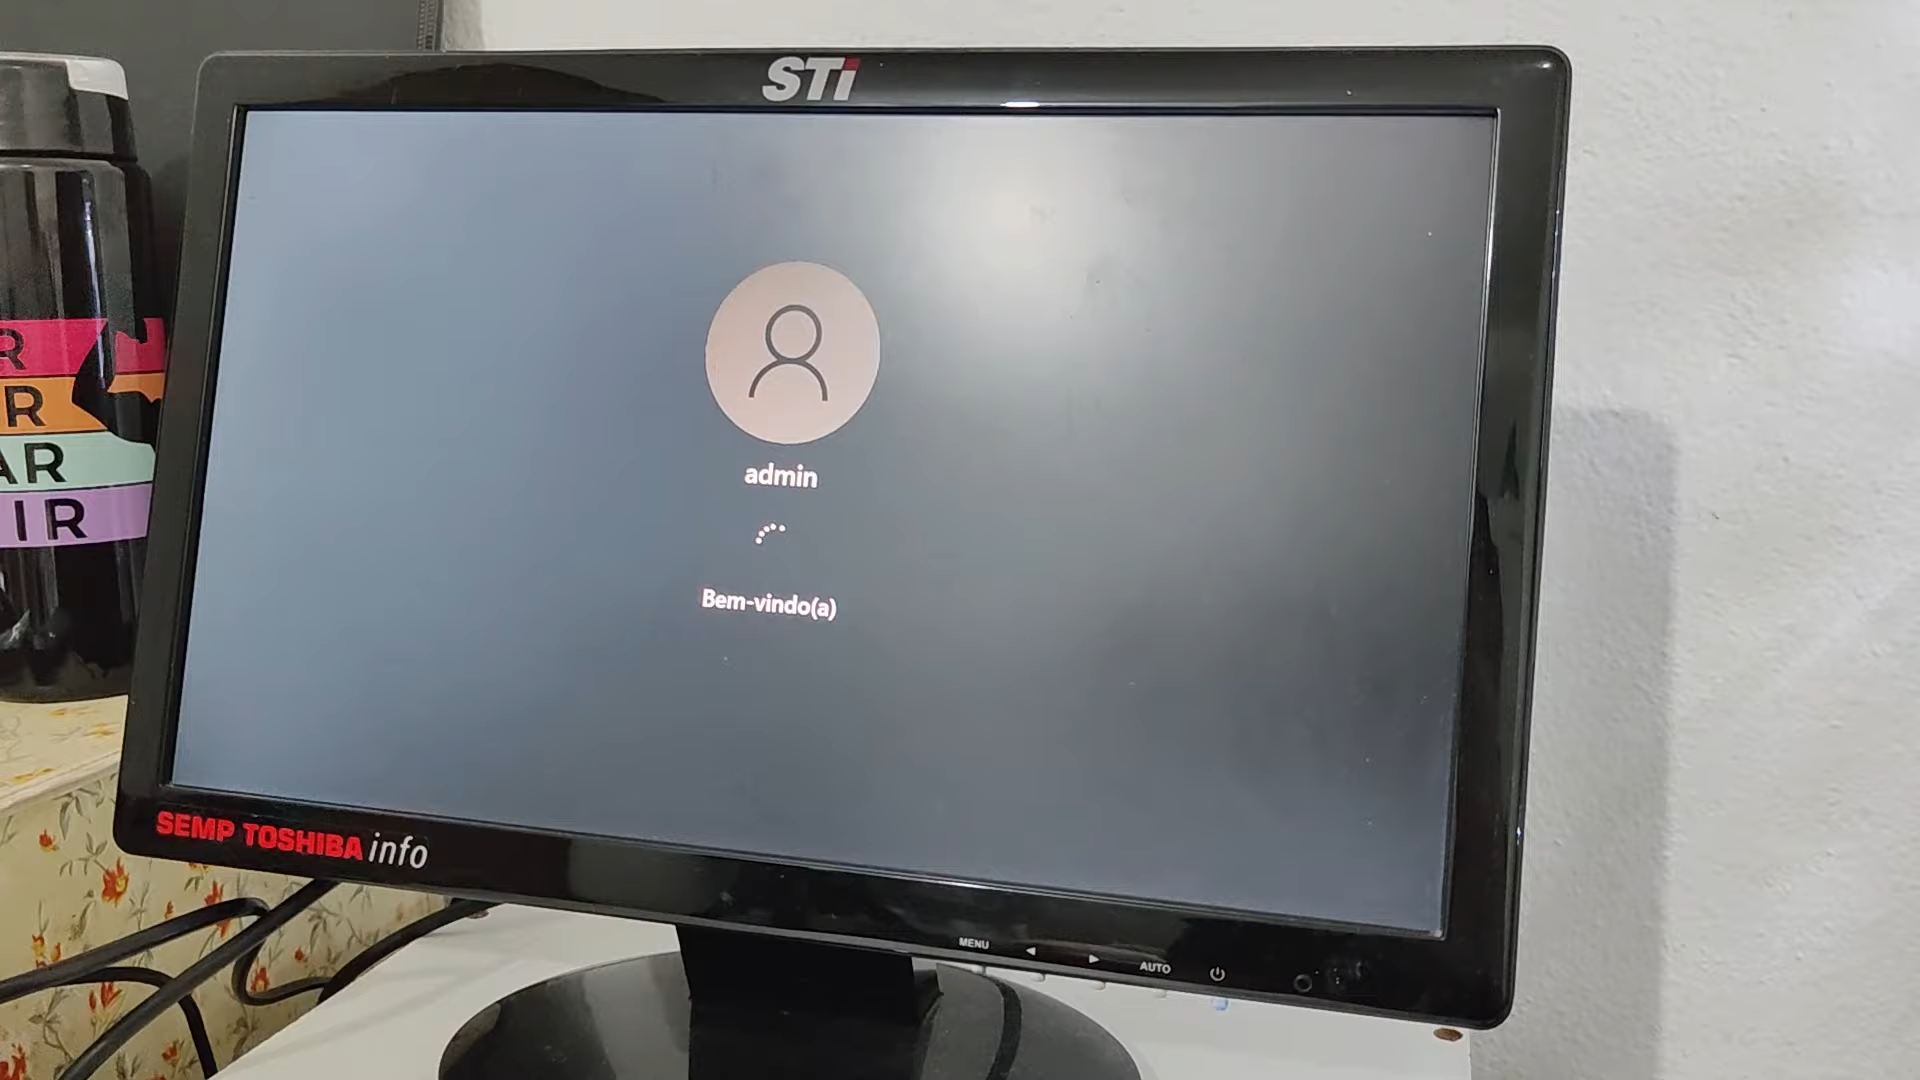 STi
admin
Bem-vindo(a)
SEMP TOSHIBA info
MENU
AUTO
R
R
AR
IR